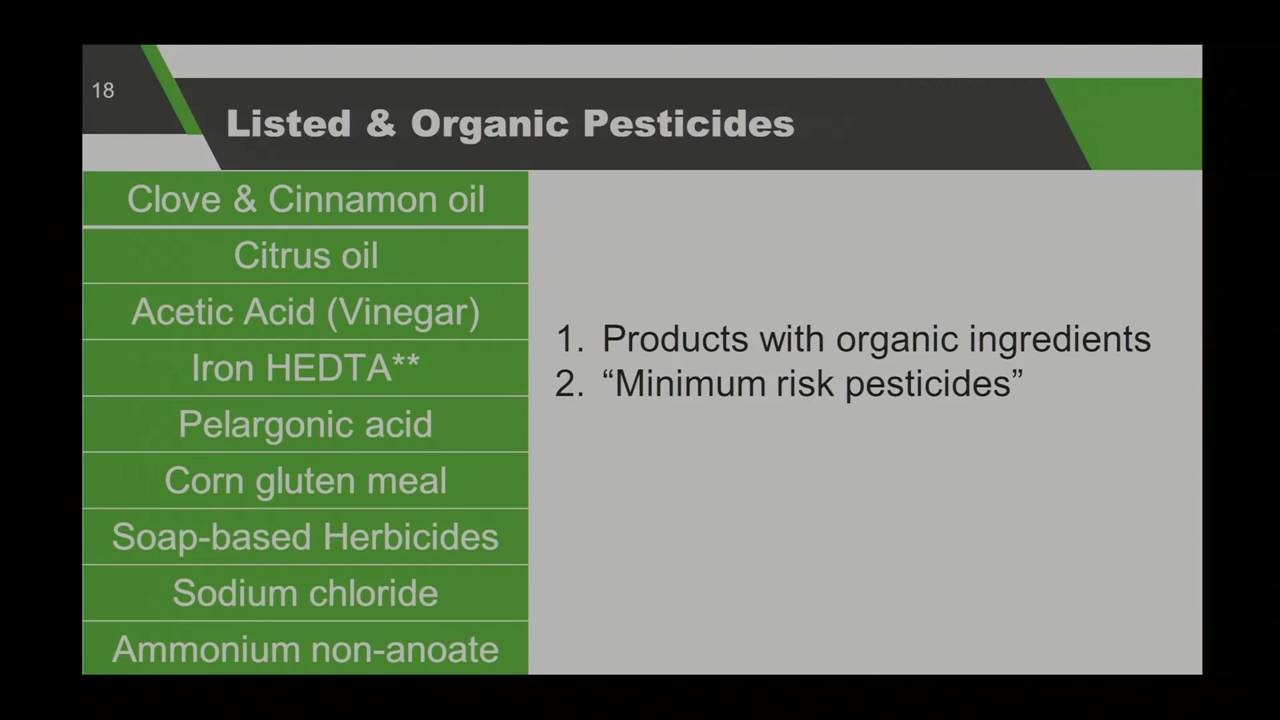 18
Listed & Organic Pesticides
Clove & Cinnamon oil
Citrus oil
Acetic Acid (Vinegar)
Iron HEDTA**
Pelargonic acid
Corn gluten meal
Soap-based Herbicides
Sodium chloride
Ammonium non-anoate
1. Products with organic ingredients
2. “Minimum risk pesticides”